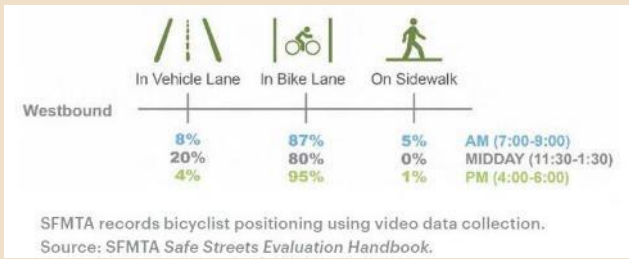 In Vehicle Lane In Bike Lane On Sidewalk
Westbound
8% 87% 5% AM (7:00-9:00)
20% 80% 0% MIDDAY (11:30-1:30)
4% 95% 1% PM (4:00-6:00)
SFMTA records bicyclist positioning using video data collection.
Source: SFMTA Safe Streets Evaluation Handbook.